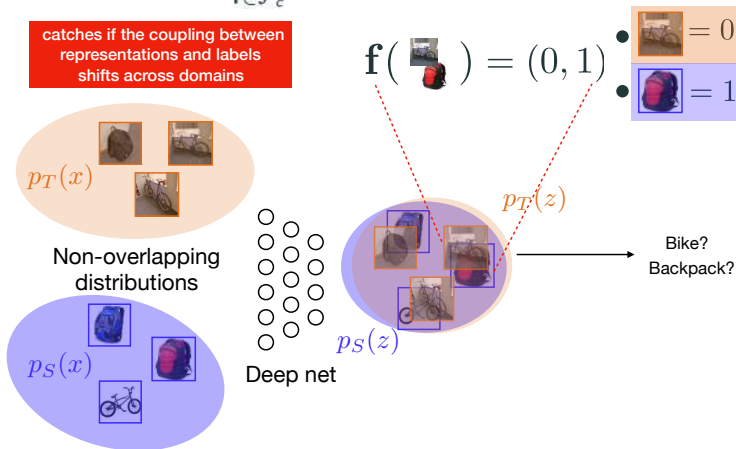 catches if the coupling between
representations and labels
shifts across domains
f( ) = (0, 1)
• = 0
• = 1
p_T(x)
p_T(z)
Non-overlapping
distributions
Bike?
Backpack?
p_S(x)
p_S(z)
Deep net